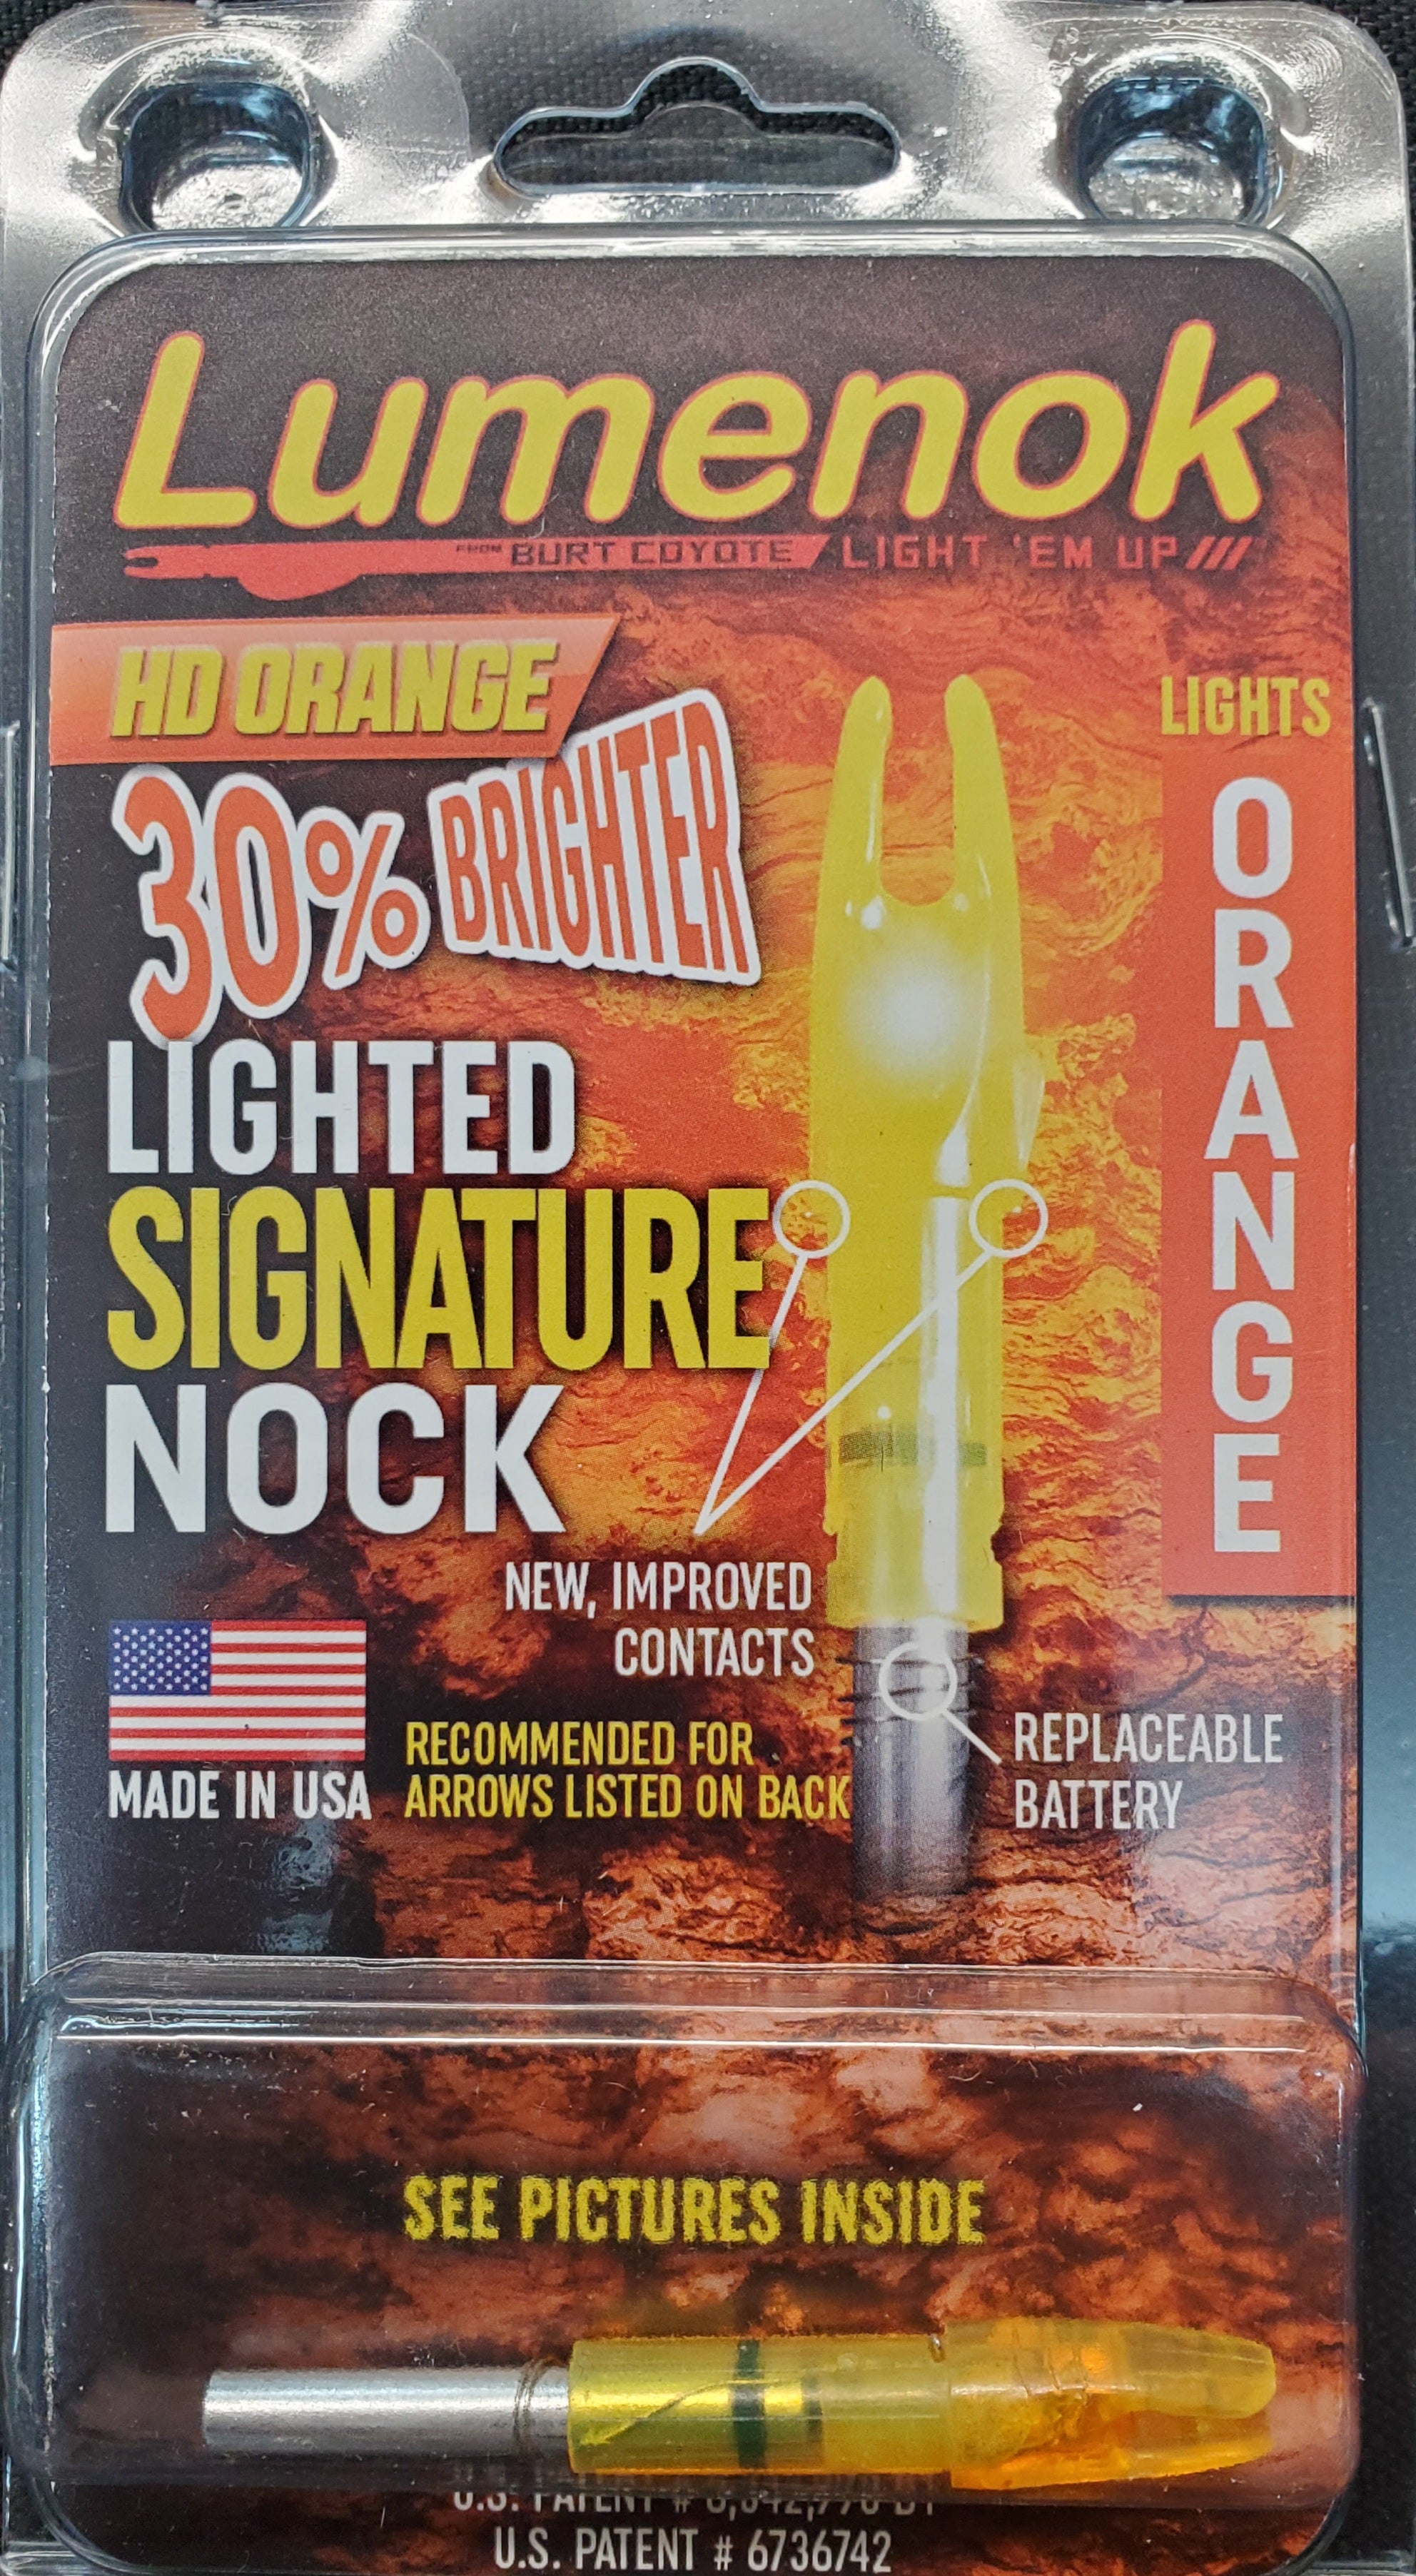 Lumenok
FROM BURT COYOTE LIGHT 'EM UP
HD ORANGE
30% BRIGHTER
LIGHTED
SIGNATURE
NOCK
LIGHTS
ORANGE
NEW, IMPROVED
CONTACTS
MADE IN USA
RECOMMENDED FOR
ARROWS LISTED ON BACK
REPLACEABLE
BATTERY
SEE PICTURES INSIDE
U.S. PATENT #
U.S. PATENT # 6736742